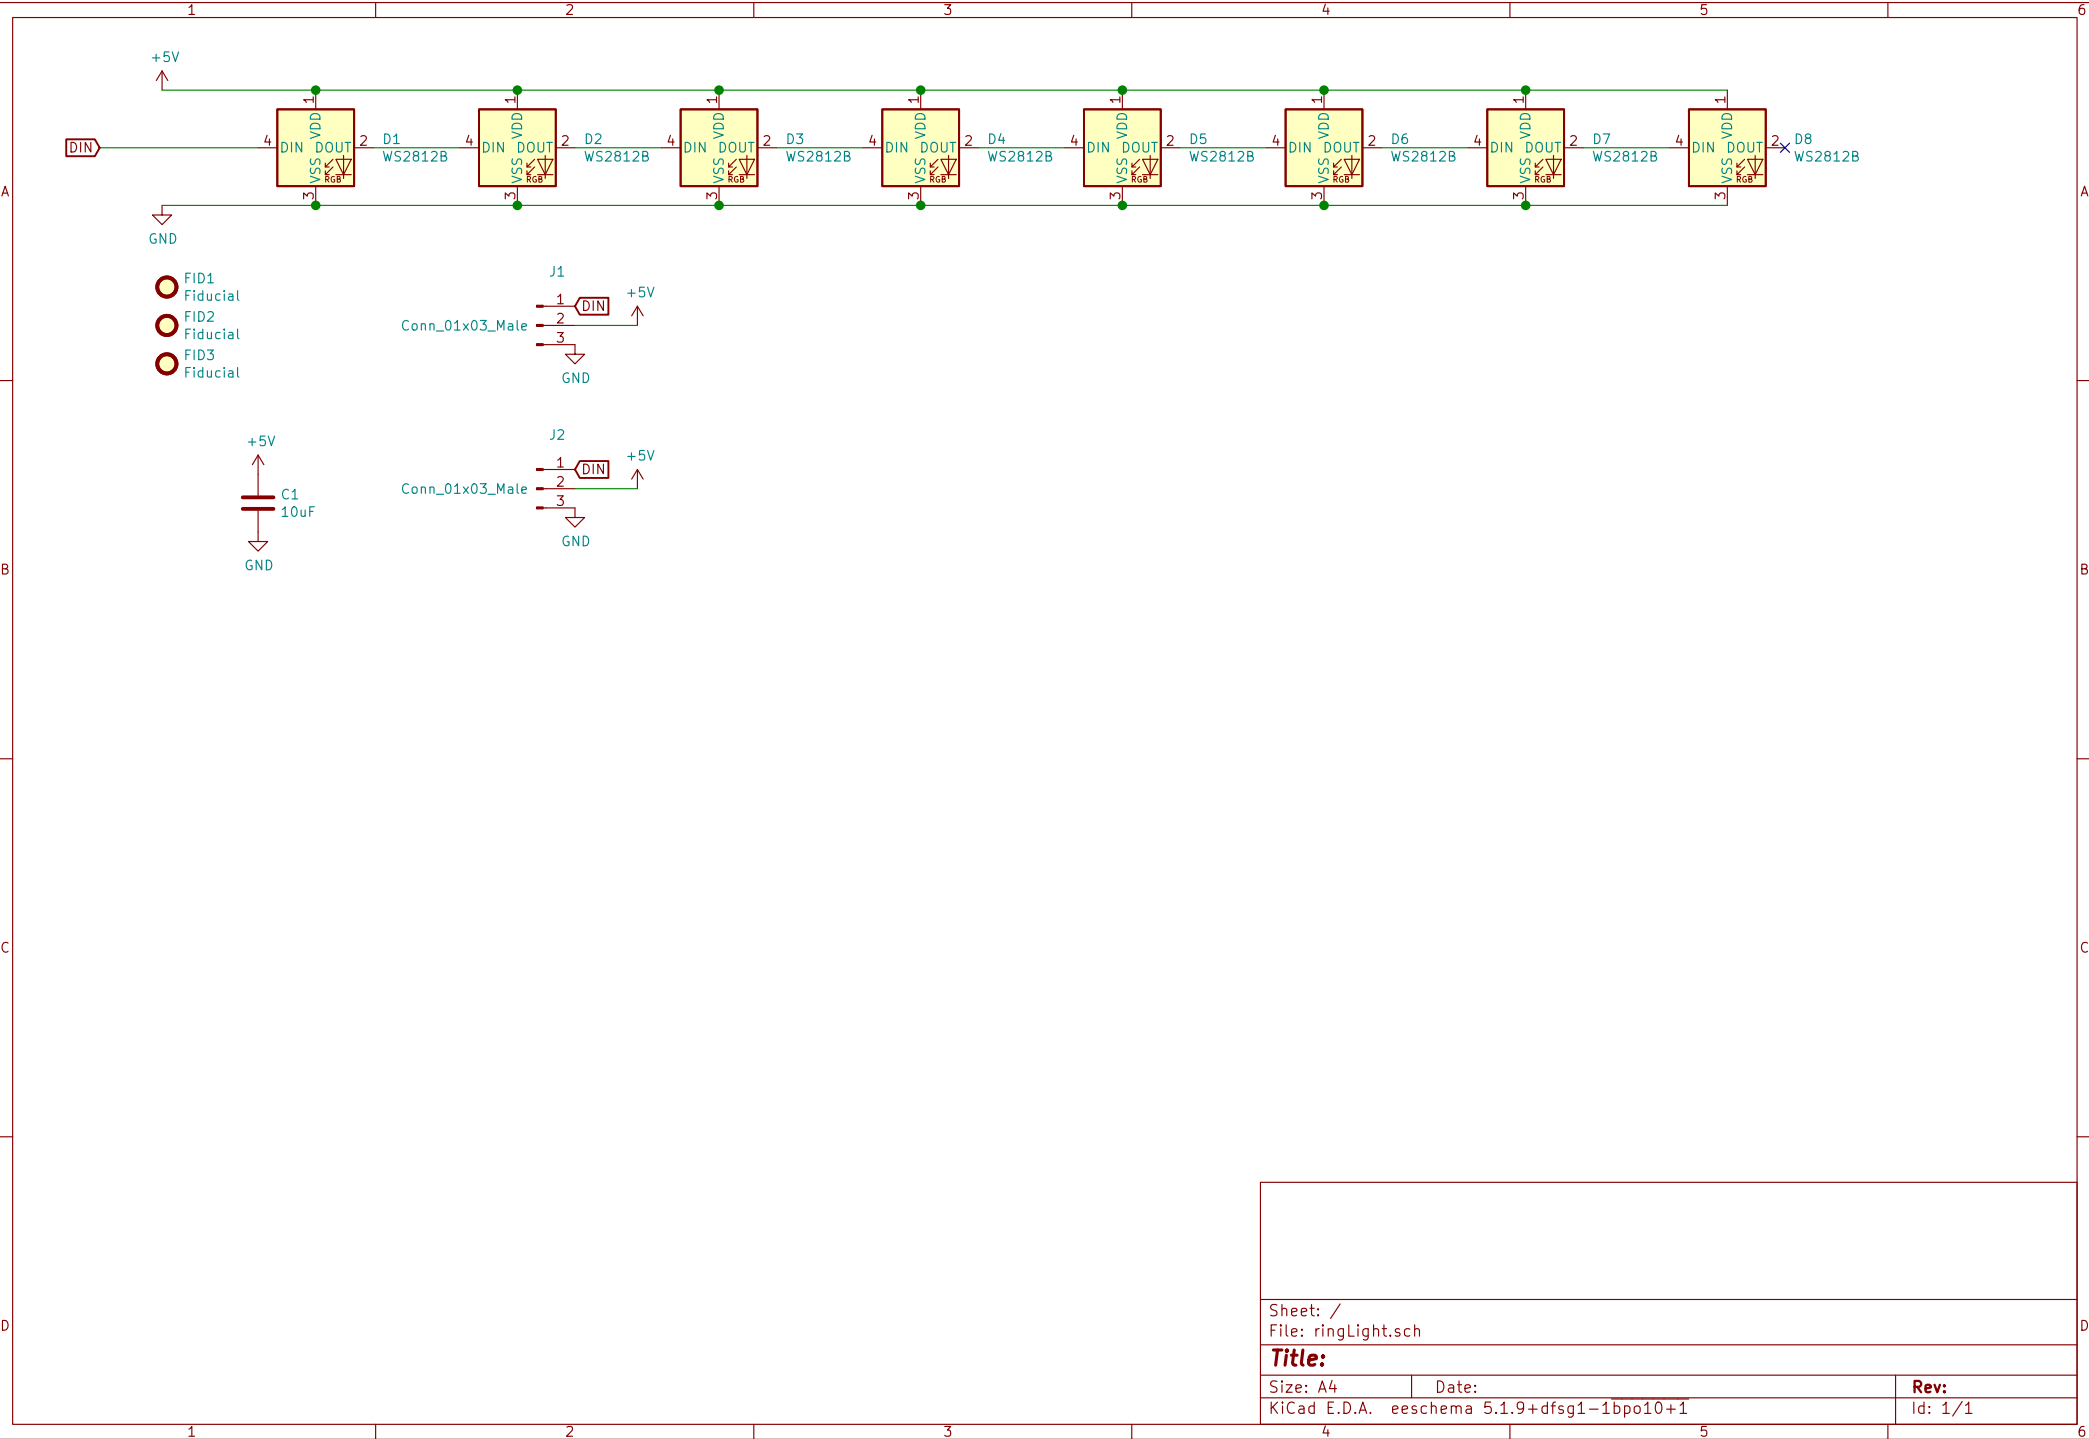 1 2 3 4 5 6
+5V
1 1 1 1 1 1 1 1
VDD VDD VDD VDD VDD VDD VDD VDD
DIN 4 DIN DOUT 2 D1 4 DIN DOUT 2 D2 4 DIN DOUT 2 D3 4 DIN DOUT 2 D4 4 DIN DOUT 2 D5 4 DIN DOUT 2 D6 4 DIN DOUT 2 D7 4 DIN DOUT 2 D8
WS2812B WS2812B WS2812B WS2812B WS2812B WS2812B WS2812B WS2812B
VSS VSS VSS VSS VSS VSS VSS VSS
RGB RGB RGB RGB RGB RGB RGB RGB
3 3 3 3 3 3 3 3
A A
GND
FID1
Fiducial
FID2
Fiducial
FID3
Fiducial
J1
1 DIN +5V
Conn_01x03_Male 2
3
GND
+5V
C1
10uF
GND
J2
1 DIN +5V
Conn_01x03_Male 2
3
GND
B B
C C
D D
Sheet: /
File: ringLight.sch
Title:
Size: A4 Date: Rev:
KiCad E.D.A. eeschema 5.1.9+dfsg1-1bpo10+1 Id: 1/1
1 2 3 4 5 6